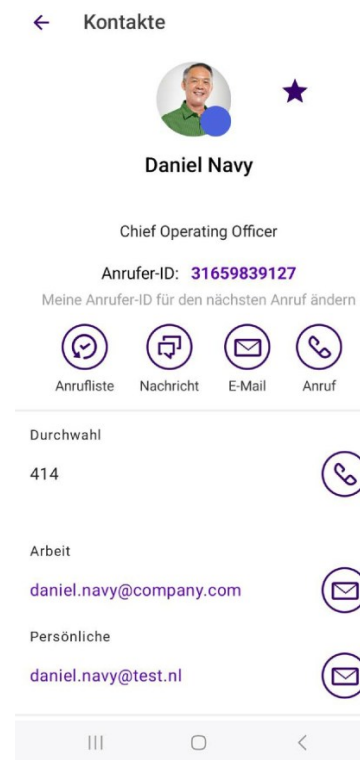 Kontakte
Daniel Navy
Chief Operating Officer
Anrufer-ID: 31659839127
Meine Anrufer-ID für den nächsten Anruf ändern
Anrufliste Nachricht E-Mail Anruf
Durchwahl
414
Arbeit
daniel.navy@company.com
Persönliche
daniel.navy@test.nl